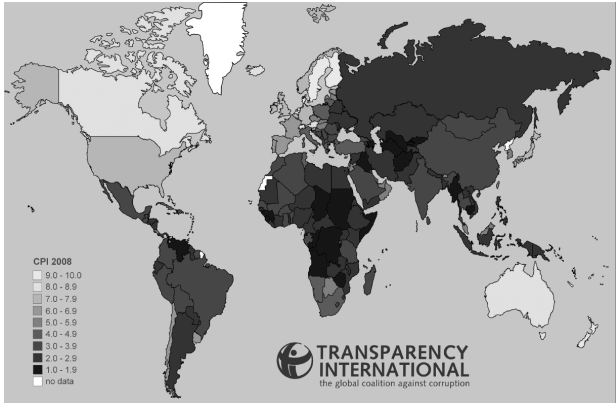 CPI 2008
9.0 - 10.0
8.0 - 8.9
7.0 - 7.9
6.0 - 6.9
5.0 - 5.9
4.0 - 4.9
3.0 - 3.9
2.0 - 2.9
1.0 - 1.9
no data
TRANSPARENCY
INTERNATIONAL
the global coalition against corruption